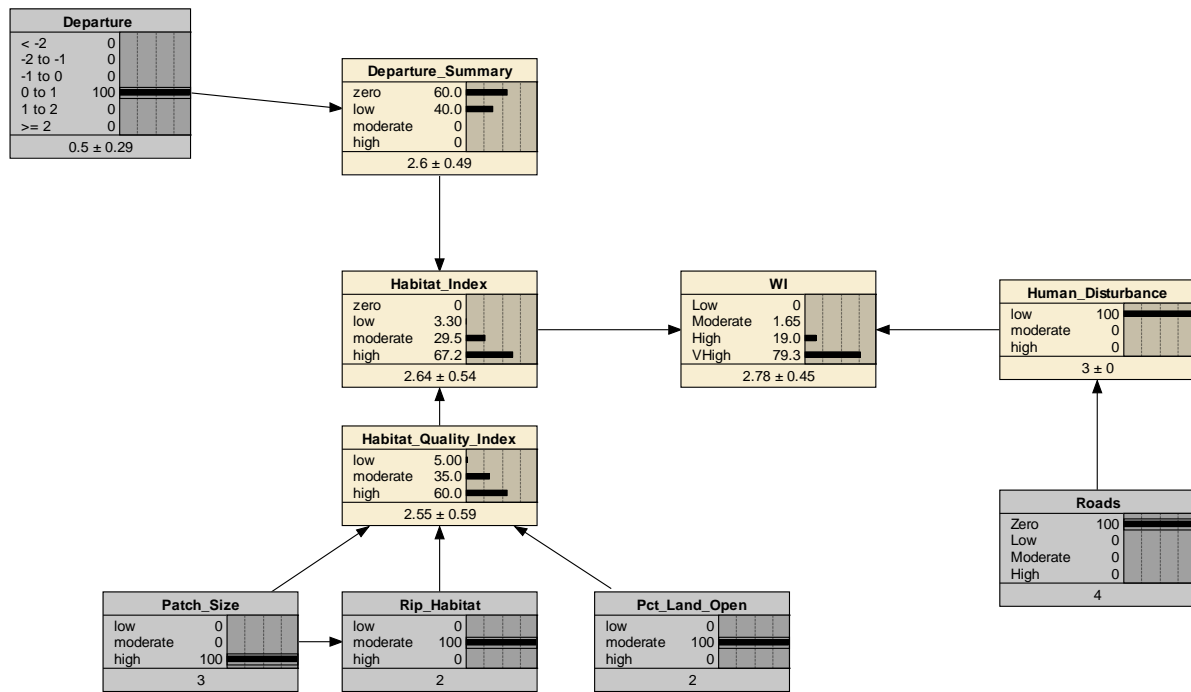 Departure
< -2 0
-2 to -1 0
-1 to 0 0
0 to 1 100
1 to 2 0
>= 2 0
0.5 ± 0.29
Departure_Summary
zero 60.0
low 40.0
moderate 0
high 0
2.6 ± 0.49
Habitat_Index
zero 0
low 3.30
moderate 29.5
high 67.2
2.64 ± 0.54
WI
Low 0
Moderate 1.65
High 19.0
VHigh 79.3
2.78 ± 0.45
Human_Disturbance
low 100
moderate 0
high 0
3 ± 0
Habitat_Quality_Index
low 5.00
moderate 35.0
high 60.0
2.55 ± 0.59
Roads
Zero 100
Low 0
Moderate 0
High 0
4
Patch_Size
low 0
moderate 0
high 100
3
Rip_Habitat
low 0
moderate 100
high 0
2
Pct_Land_Open
low 0
moderate 100
high 0
2